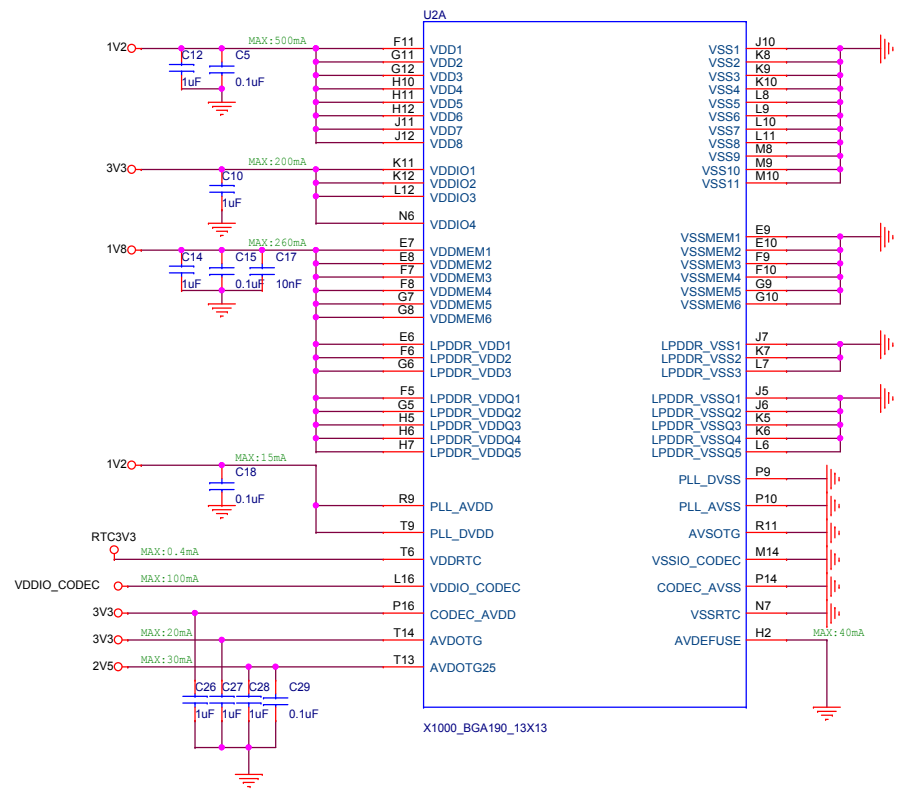 U2A
1V2 MAX:500mA F11 VDD1 VSS1 J10
C12 C5 G11 VDD2 VSS2 K8
G12 VDD3 VSS3 K9
1uF 0.1uF H10 VDD4 VSS4 K10
H11 VDD5 VSS5 L8
H12 VDD6 VSS6 L9
J11 VDD7 VSS7 L10
J12 VDD8 VSS8 L11
VSS9 M8
3V3 MAX:200mA K11 VDDIO1 VSS10 M9
C10 K12 VDDIO2 VSS11 M10
1uF L12 VDDIO3
N6 VDDIO4
VSSMEM1 E9
1V8 MAX:260mA E7 VDDMEM1 VSSMEM2 E10
C14 C15 C17 E8 VDDMEM2 VSSMEM3 F9
F7 VDDMEM3 VSSMEM4 F10
1uF 0.1uF 10nF F8 VDDMEM4 VSSMEM5 G9
G7 VDDMEM5 VSSMEM6 G10
G8 VDDMEM6
E6 LPDDR_VDD1 LPDDR_VSS1 J7
F6 LPDDR_VDD2 LPDDR_VSS2 K7
G6 LPDDR_VDD3 LPDDR_VSS3 L7
F5 LPDDR_VDDQ1 LPDDR_VSSQ1 J5
G5 LPDDR_VDDQ2 LPDDR_VSSQ2 J6
H5 LPDDR_VDDQ3 LPDDR_VSSQ3 K5
H6 LPDDR_VDDQ4 LPDDR_VSSQ4 K6
H7 LPDDR_VDDQ5 LPDDR_VSSQ5 L6
1V2 MAX:15mA
C18 PLL_DVSS P9
0.1uF R9 PLL_AVDD PLL_AVSS P10
T9 PLL_DVDD AVSOTG R11
RTC3V3
MAX:0.4mA T6 VDDRTC VSSIO_CODEC M14
VDDIO_CODEC MAX:100mA L16 VDDIO_CODEC CODEC_AVSS P14
3V3 P16 CODEC_AVDD VSSRTC N7
3V3 MAX:20mA T14 AVDOTG AVDEFUSE H2 MAX:40mA
2V5 MAX:30mA T13 AVDOTG25
C26 C27 C28 C29
1uF 1uF 1uF 0.1uF
X1000_BGA190_13X13